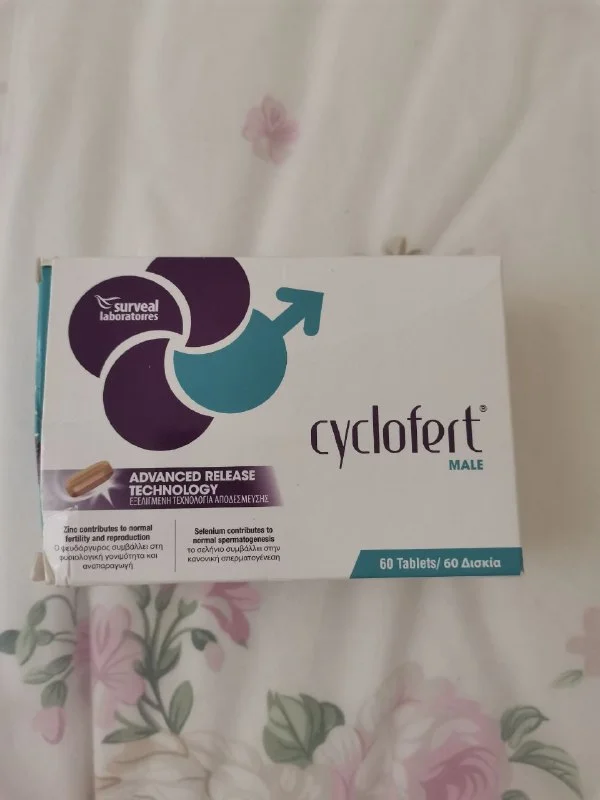 surveal
laboratoires
cyclofert®
MALE
ADVANCED RELEASE
TECHNOLOGY
ΕΞΕΛΙΓΜΕΝΗ ΤΕΧΝΟΛΟΓΙΑ ΑΠΟΔΕΣΜΕΥΣΗΣ
Zinc contributes to normal
fertility and reproduction
Ο ψευδάργυρος συμβάλλει στη
φυσιολογική γονιμότητα και
αναπαραγωγή
Selenium contributes to
normal spermatogenesis
το σελήνιο συμβάλλει στην
κανονική σπερματογένεση
60 Tablets/ 60 Δισκία